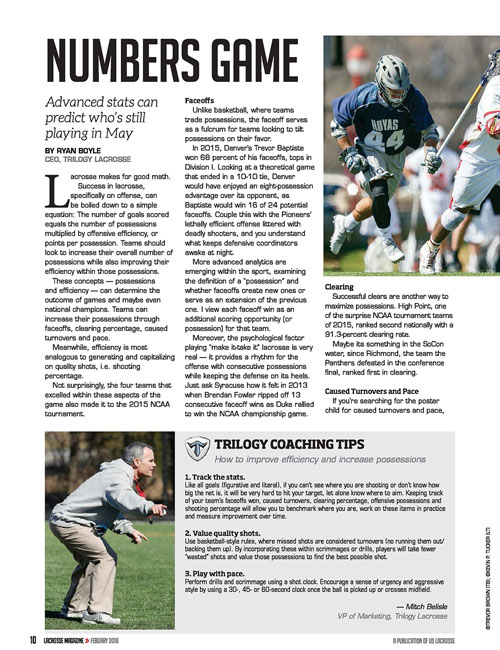 NUMBERS GAME
Advanced stats can
predict who's still
playing in May
BY RYAN BOYLE
CEO, TRILOGY LACROSSE
Lacrosse makes for good math.
Success in lacrosse,
specifically on offense, can
be boiled down to a simple
equation: The number of goals scored
equals the number of possessions
multiplied by offensive efficiency, or
points per possession. Teams should
look to increase their overall number of
possessions while also improving their
efficiency within those possessions.
These concepts — possessions
and efficiency — can determine the
outcome of games and maybe even
national champions. Teams can
increase their possessions through
faceoffs, clearing percentage, caused
turnovers and pace.
Meanwhile, efficiency is most
analogous to generating and capitalizing
on quality shots, i.e. shooting
percentage.
Not surprisingly, the four teams that
excelled within these aspects of the
game also made it to the 2015 NCAA
tournament.
Faceoffs
Unlike basketball, where teams
trade possessions, the faceoff serves
as a fulcrum for teams looking to tilt
possessions on their favor.
In 2015, Denver's Trevor Baptiste
won 68 percent of his faceoffs, tops in
Division I. Looking at a theoretical game
that ended in a 10-10 tie, Denver
would have enjoyed an eight-possession
advantage over its opponent, as
Baptiste would win 16 of 24 potential
faceoffs. Couple this with the Pioneers'
lethally efficient offense littered with
deadly shooters, and you understand
what keeps defensive coordinators
awake at night.
More advanced analytics are
emerging within the sport, examining
the definition of a "possession" and
whether faceoffs create new ones or
serve as an extension of the previous
one. I view each faceoff win as an
additional scoring opportunity (or
possession) for that team.
Moreover, the psychological factor
playing "make it-take it" lacrosse is very
real — it provides a rhythm for the
offense with consecutive possessions
while keeping the defense on its heels.
Just ask Syracuse how it felt in 2013
when Brendan Fowler ripped off 13
consecutive faceoff wins as Duke rallied
to win the NCAA championship game.
HOYAS
44
Clearing
Successful clears are another way to
maximize possessions. High Point, one
of the surprise NCAA tournament teams
of 2015, ranked second nationally with a
91.3-percent clearing rate.
Maybe its something in the SoCon
water, since Richmond, the team the
Panthers defeated in the conference
final, ranked first in clearing.
Caused Turnovers and Pace
If you're searching for the poster
child for caused turnovers and pace,
TRILOGY COACHING TIPS
How to improve efficiency and increase possessions
1. Track the stats.
Like all goals (figurative and literal), if you can't see where you are shooting or don't know how
big the net is, it will be very hard to hit your target, let alone know where to aim. Keeping track
of your team's faceoffs won, caused turnovers, clearing percentage, offensive possessions and
shooting percentage will allow you to benchmark where you are, work on these items in practice
and measure improvement over time.
2. Value quality shots.
Use basketball-style rules, where missed shots are considered turnovers (no running them out/
backing them up). By incorporating these within scrimmages or drills, players will take fewer
"wasted" shots and value those possessions to find the best possible shot.
3. Play with pace.
Perform drills and scrimmage using a shot clock. Encourage a sense of urgency and aggressive
style by using a 30-, 45- or 60-second clock once the ball is picked up or crosses midfield.
— Mitch Belisle
VP of Marketing, Trilogy Lacrosse
©TREVOR BROWN (TB); ©KEVIN P. TUCKER (LT)
10 LACROSSE MAGAZINE >> FEBUARY 2016
A PUBLICATION OF US LACROSSE